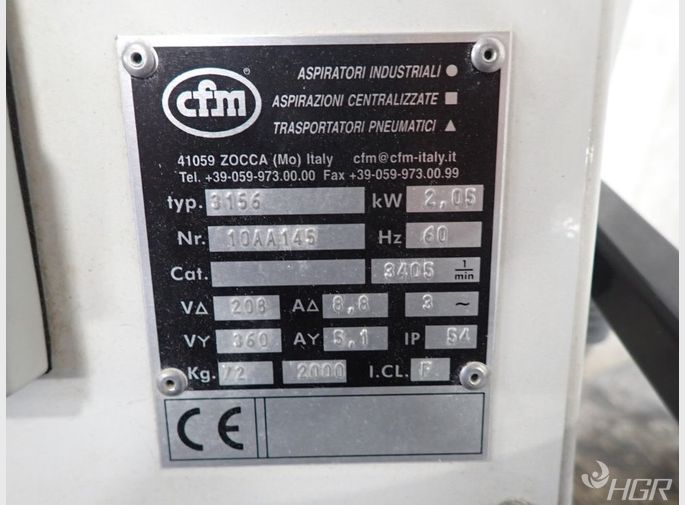 cfm®
ASPIRATORI INDUSTRIALI ●
ASPIRAZIONI CENTRALIZZATE ■
TRASPORTATORI PNEUMATICI ▲
41059 ZOCCA (Mo) Italy cfm@cfm-italy.it
Tel. +39-059-973.00.00 Fax +39-059-973.00.99
typ. 3156 kW 2,05
Nr. 10AA145 Hz 60
Cat. 3405 1/min
V△ 208 A△ 8,8 3 ~
VY 360 AY 5,1 IP 54
Kg. 72 2000 I.CL. F
CE
HGR